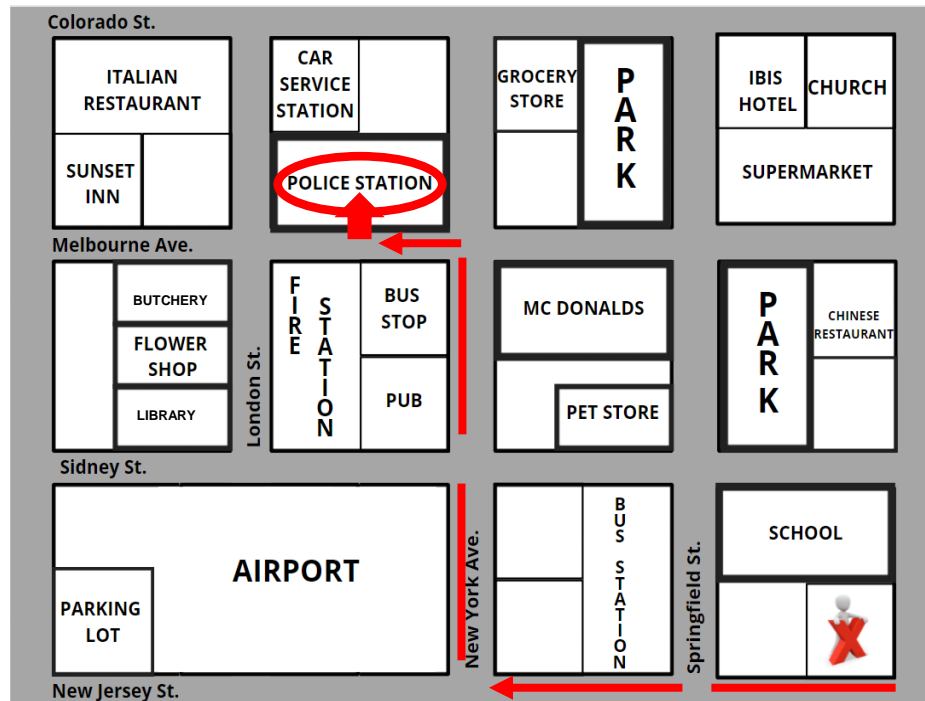 Colorado St.
ITALIAN
RESTAURANT
CAR
SERVICE
STATION
GROCERY
STORE
PARK
IBIS
HOTEL
CHURCH
SUNSET
INN
POLICE STATION
SUPERMARKET
Melbourne Ave.
BUTCHERY
FLOWER
SHOP
LIBRARY
London St.
FIRE
STATION
BUS
STOP
PUB
MC DONALDS
PET STORE
PARK
CHINESE
RESTAURANT
Sidney St.
AIRPORT
PARKING
LOT
New York Ave.
BUS STATION
Springfield St.
SCHOOL
X
New Jersey St.